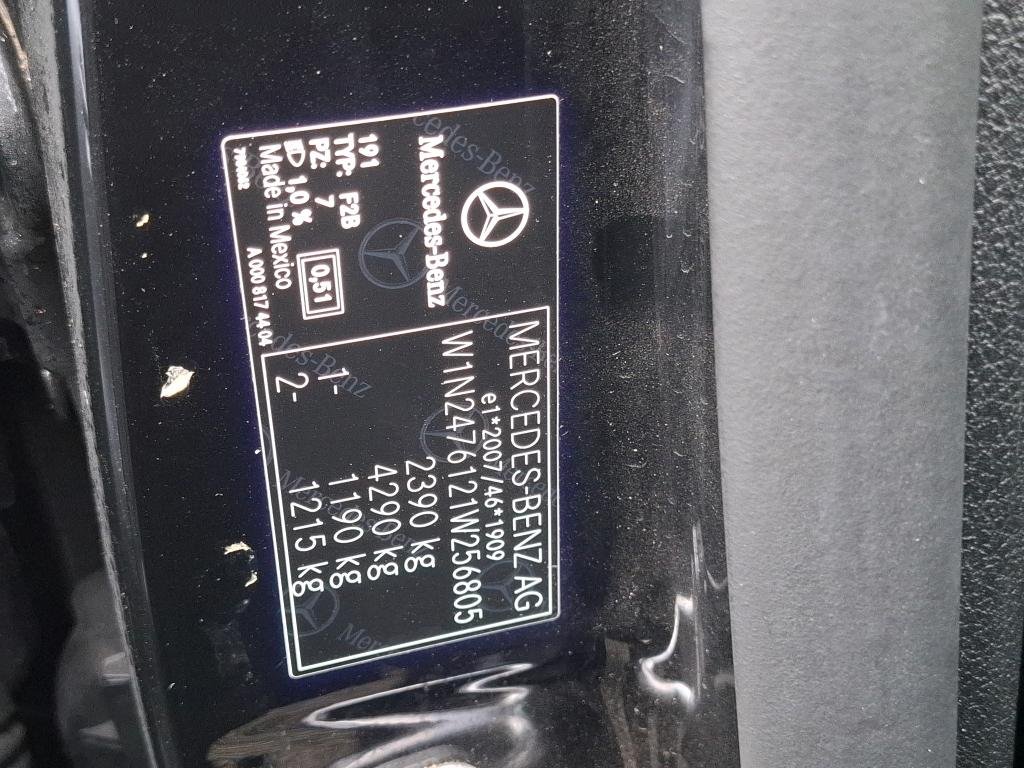 Mercedes-Benz
MERCEDES-BENZ AG
e1*2007/46*1909
W1N2476121W256805
2390 kg
4290 kg
1- 1190 kg
2- 1215 kg
191
TYP: F2B
PZ: 7
1,0 % 0,51
Made in Mexico
A 000 817 44 04